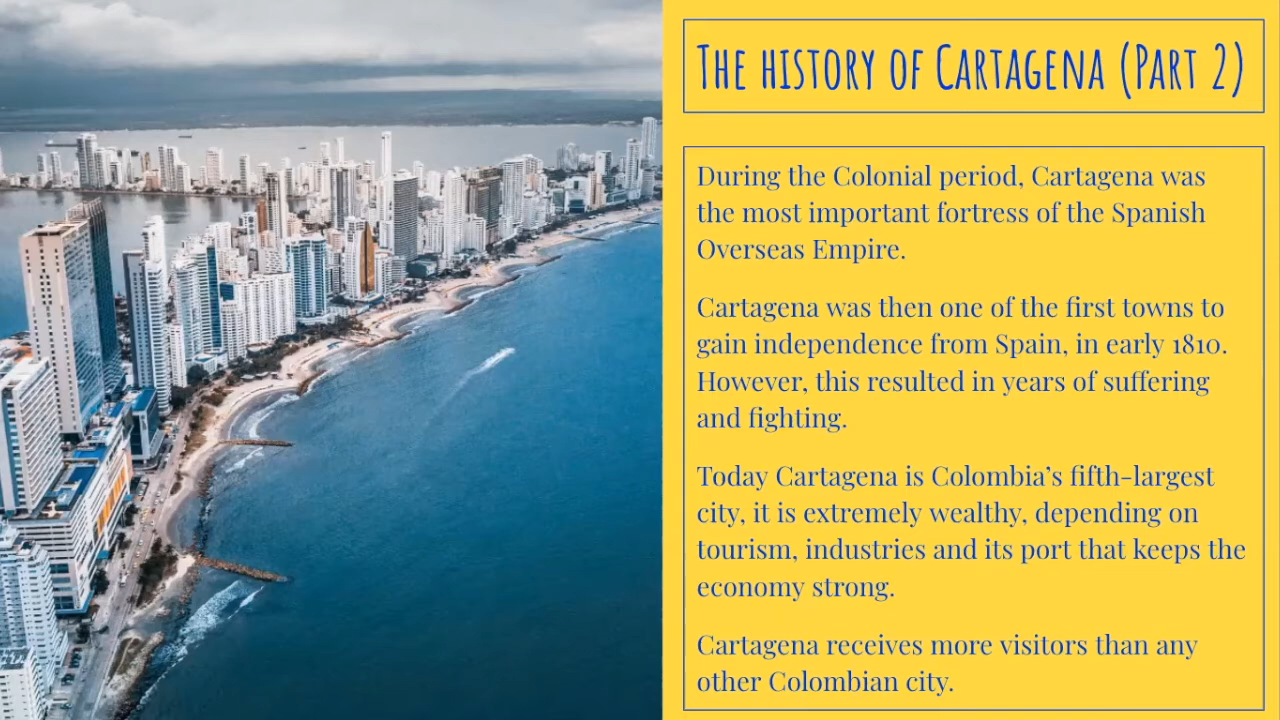 The history of Cartagena (Part 2)
During the Colonial period, Cartagena was
the most important fortress of the Spanish
Overseas Empire.
Cartagena was then one of the first towns to
gain independence from Spain, in early 1810.
However, this resulted in years of suffering
and fighting.
Today Cartagena is Colombia’s fifth-largest
city, it is extremely wealthy, depending on
tourism, industries and its port that keeps the
economy strong.
Cartagena receives more visitors than any
other Colombian city.